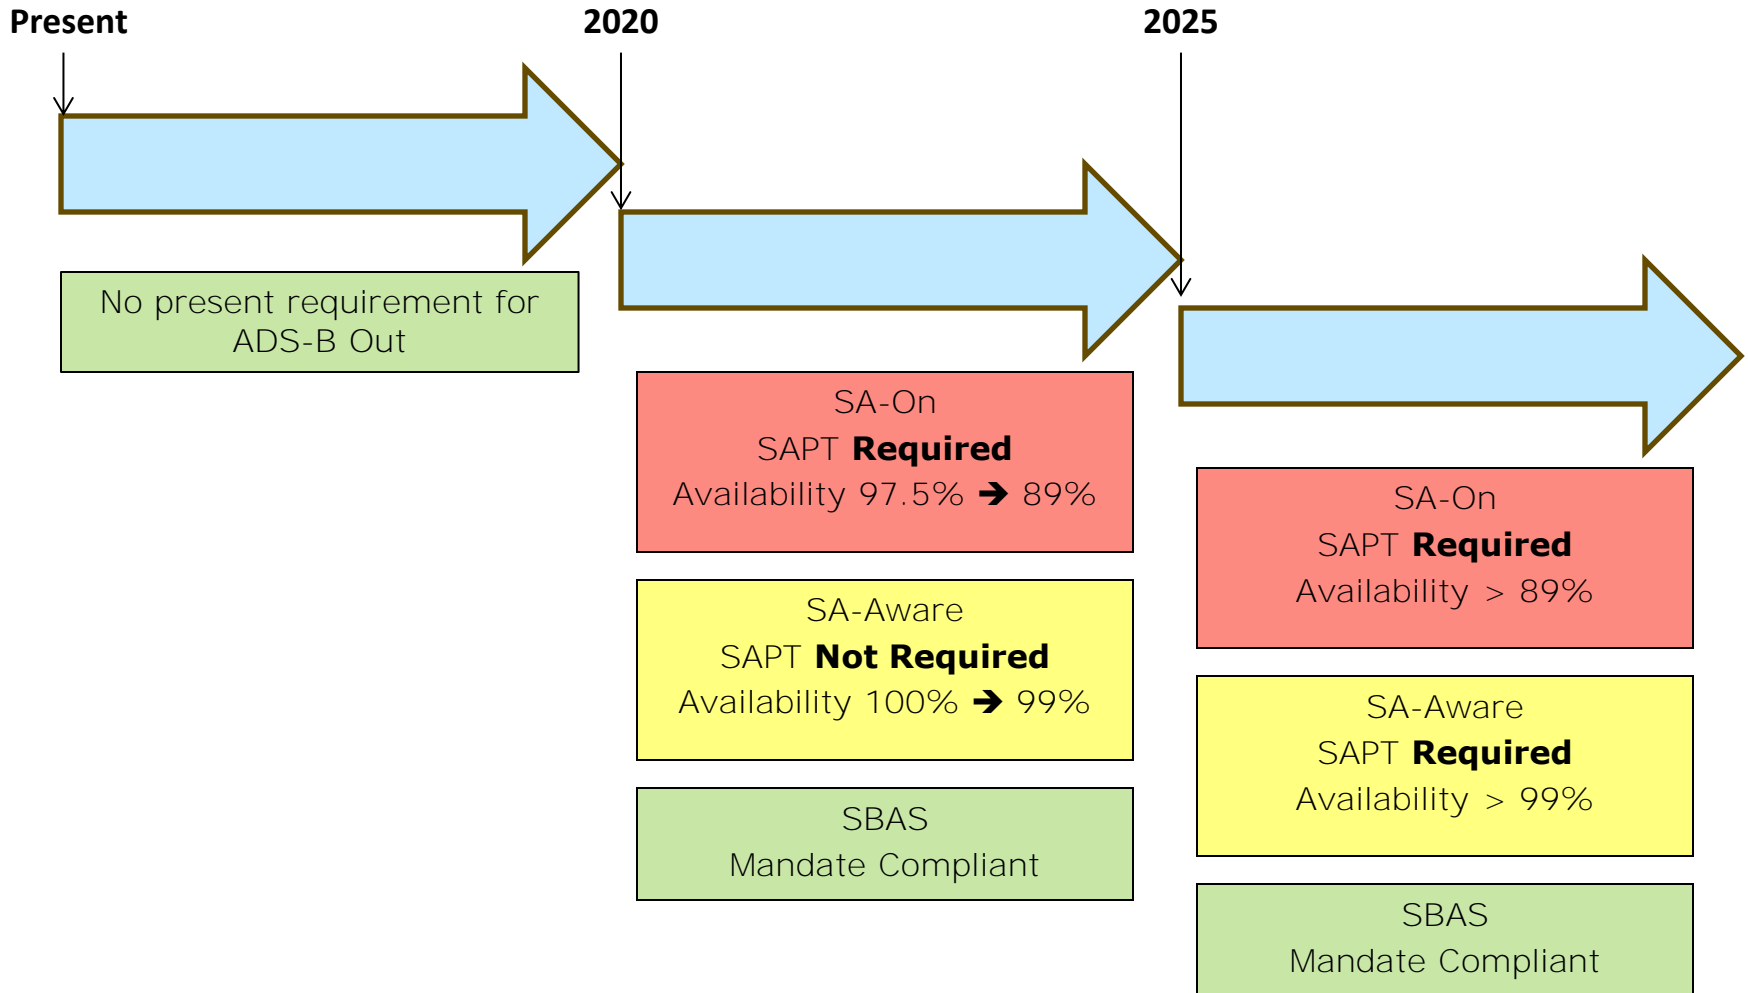 Present
2020
2025
No present requirement for
ADS-B Out
SA-On
SAPT Required
Availability 97.5% ➔ 89%
SA-Aware
SAPT Not Required
Availability 100% ➔ 99%
SBAS
Mandate Compliant
SA-On
SAPT Required
Availability > 89%
SA-Aware
SAPT Required
Availability > 99%
SBAS
Mandate Compliant